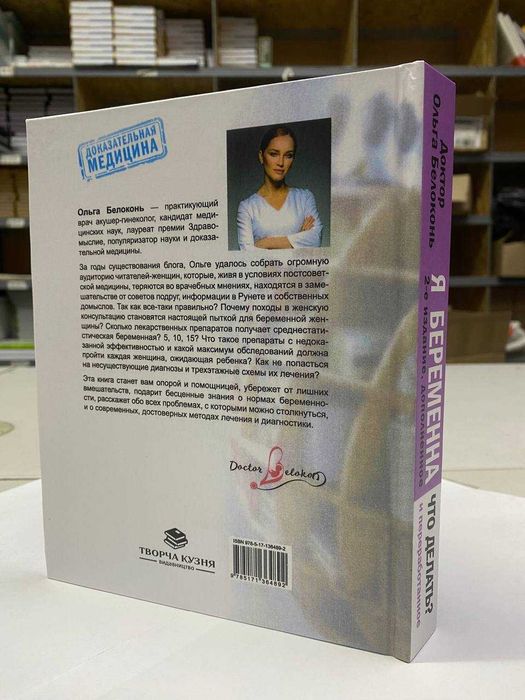 ДОКАЗАТЕЛЬНАЯ
МЕДИЦИНА
Ольга Белоконь — практикующий
врач акушер-гинеколог, кандидат меди-
цинских наук, лауреат премии Здраво-
мыслие, популяризатор науки и доказа-
тельной медицины.
За годы существования блога, Ольге удалось собрать огромную
аудиторию читателей-женщин, которые, живя в условиях постсовет-
ской медицины, теряются во врачебных мнениях, находятся в заме-
шательстве от советов подруг, информации в Рунете и собственных
домыслов. Так как все-таки правильно? Почему походы в женскую
консультацию становятся настоящей пыткой для беременной жен-
щины? Сколько лекарственных препаратов получает среднестати-
стическая беременная? 5, 10, 15? Что такое препараты с недока-
занной эффективностью и какой максимум обследований должна
пройти каждая женщина, ожидающая ребенка? Как не попасться
на несуществующие диагнозы и трехэтажные схемы их лечения?
Эта книга станет вам опорой и помощницей, убережет от лишних
вмешательств, подарит бесценные знания о нормах беременно-
сти, расскажет обо всех проблемах, с которыми можно столкнуться,
и о современных, достоверных методах лечения и диагностики.
Doctor Belokon
ТВОРЧА КУЗНЯ
ВИДАВНИЦТВО
ISBN 978-5-17-136489-2
9 785171 364892
Доктор
Ольга Белоконь
Я БЕРЕМЕННА
ЧТО ДЕЛАТЬ?
2-е издание, дополненное
и переработанное